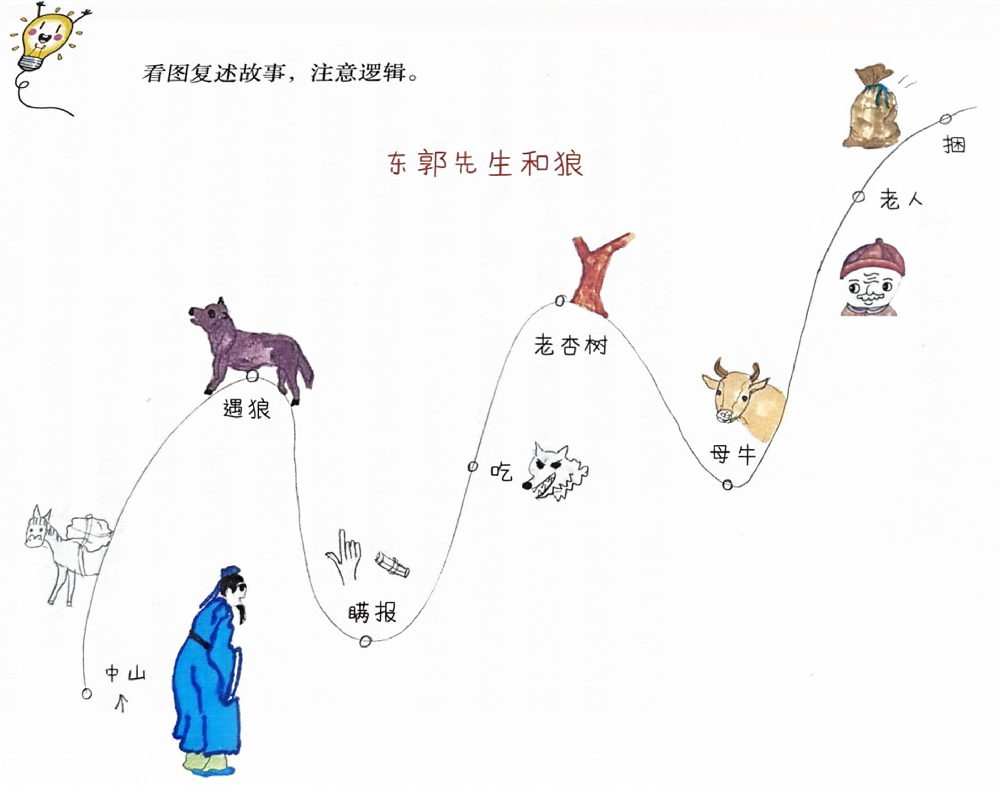 看图复述故事，注意逻辑。
东郭先生和狼
捆
老人
老杏树
遇狼
母牛
吃
瞒报
中山